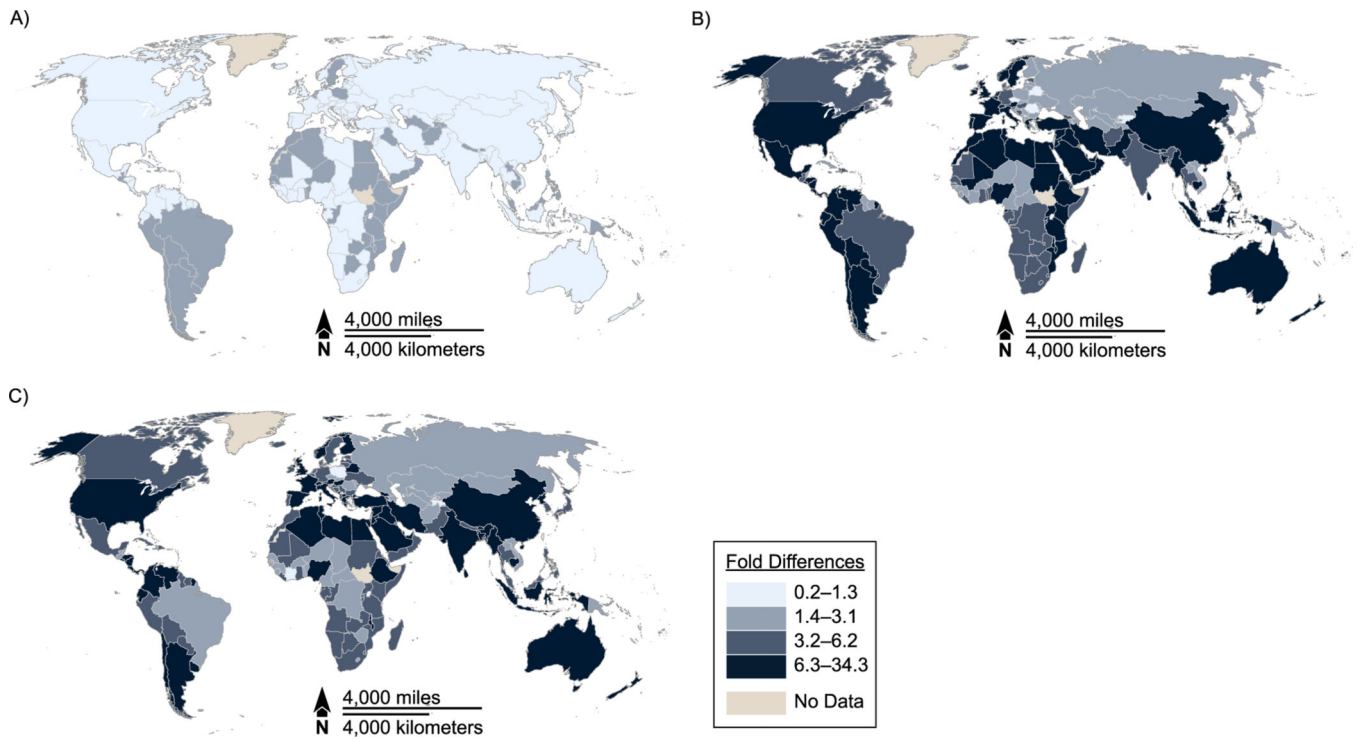 A)
B)
4,000 miles
N
4,000 kilometers
4,000 miles
N
4,000 kilometers
C)
4,000 miles
N
4,000 kilometers
Fold Differences
0.2–1.3
1.4–3.1
3.2–6.2
6.3–34.3
No Data